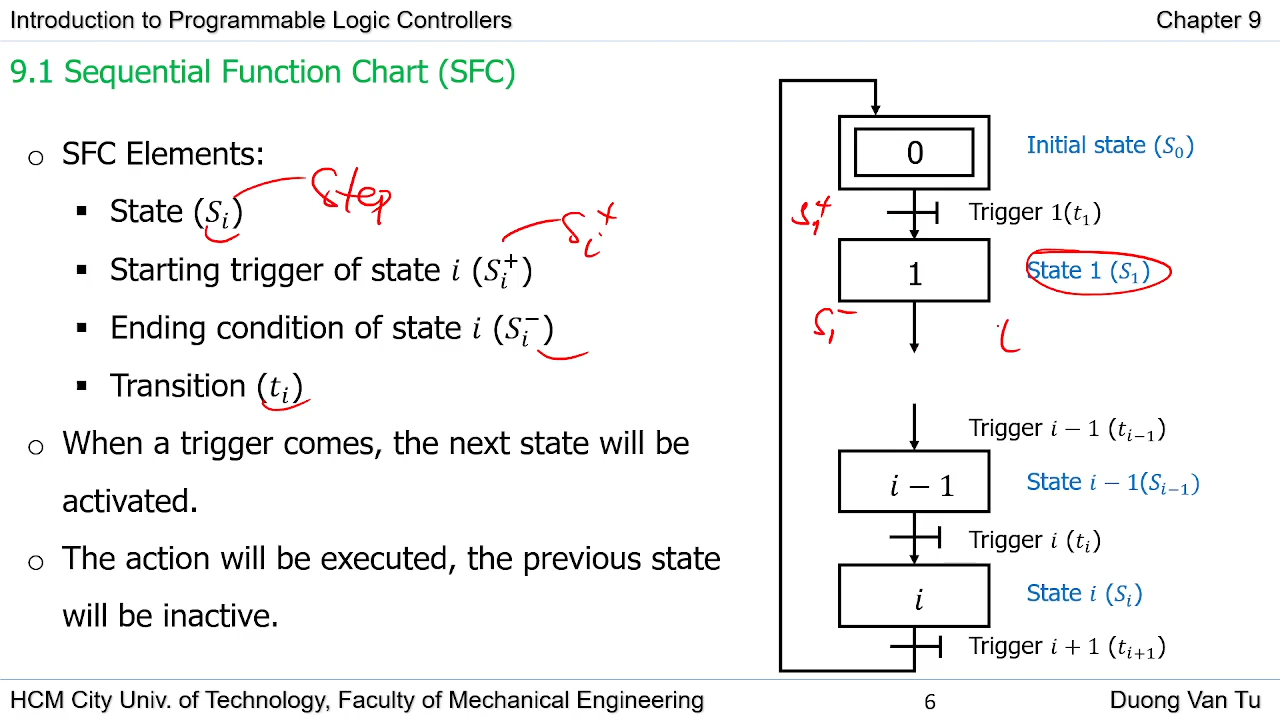 Introduction to Programmable Logic Controllers
Chapter 9
9.1 Sequential Function Chart (SFC)
o SFC Elements:
▪ State (Sᵢ)
Step
▪ Starting trigger of state i (Sᵢ⁺)
Sᵢ⁺
▪ Ending condition of state i (Sᵢ⁻)
▪ Transition (tᵢ)
o When a trigger comes, the next state will be
activated.
o The action will be executed, the previous state
will be inactive.
0
Initial state (S₀)
S₁⁺
Trigger 1(t₁)
1
State 1 (S₁)
S₁⁻
Trigger i − 1 (tᵢ₋₁)
i − 1
State i − 1(Sᵢ₋₁)
Trigger i (tᵢ)
i
State i (Sᵢ)
Trigger i + 1 (tᵢ₊₁)
HCM City Univ. of Technology, Faculty of Mechanical Engineering
6
Duong Van Tu